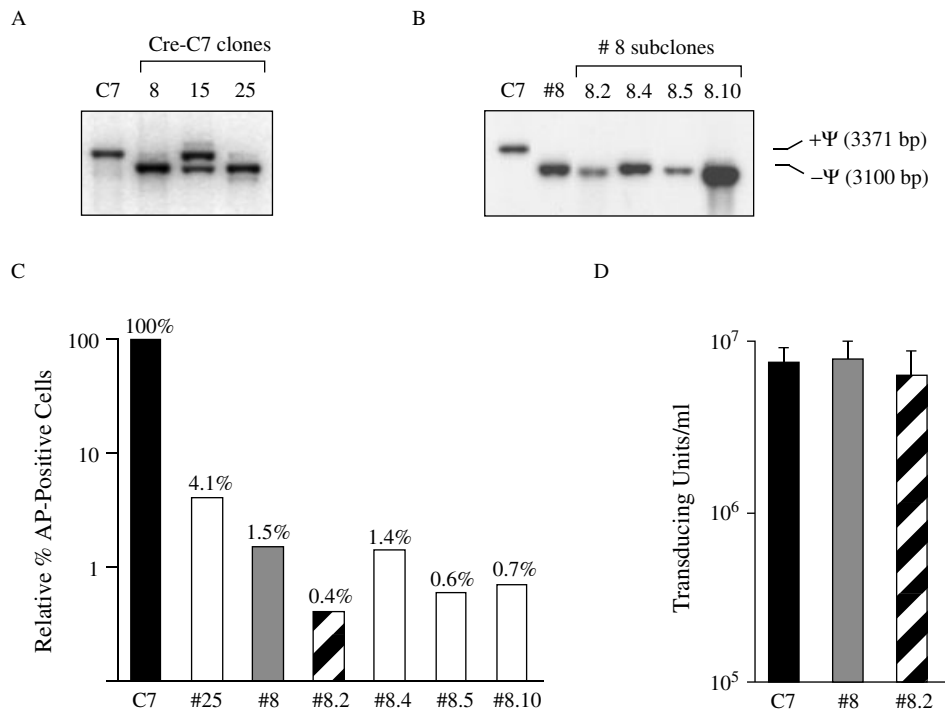 A
Cre-C7 clones
C7 8 15 25
B
# 8 subclones
C7 #8 8.2 8.4 8.5 8.10
+Ψ (3371 bp)
−Ψ (3100 bp)
C
Relative % AP-Positive Cells
100
10
1
100%
4.1%
1.5%
0.4%
1.4%
0.6%
0.7%
C7 #25 #8 #8.2 #8.4 #8.5 #8.10
D
Transducing Units/ml
10⁷
10⁶
10⁵
C7 #8 #8.2